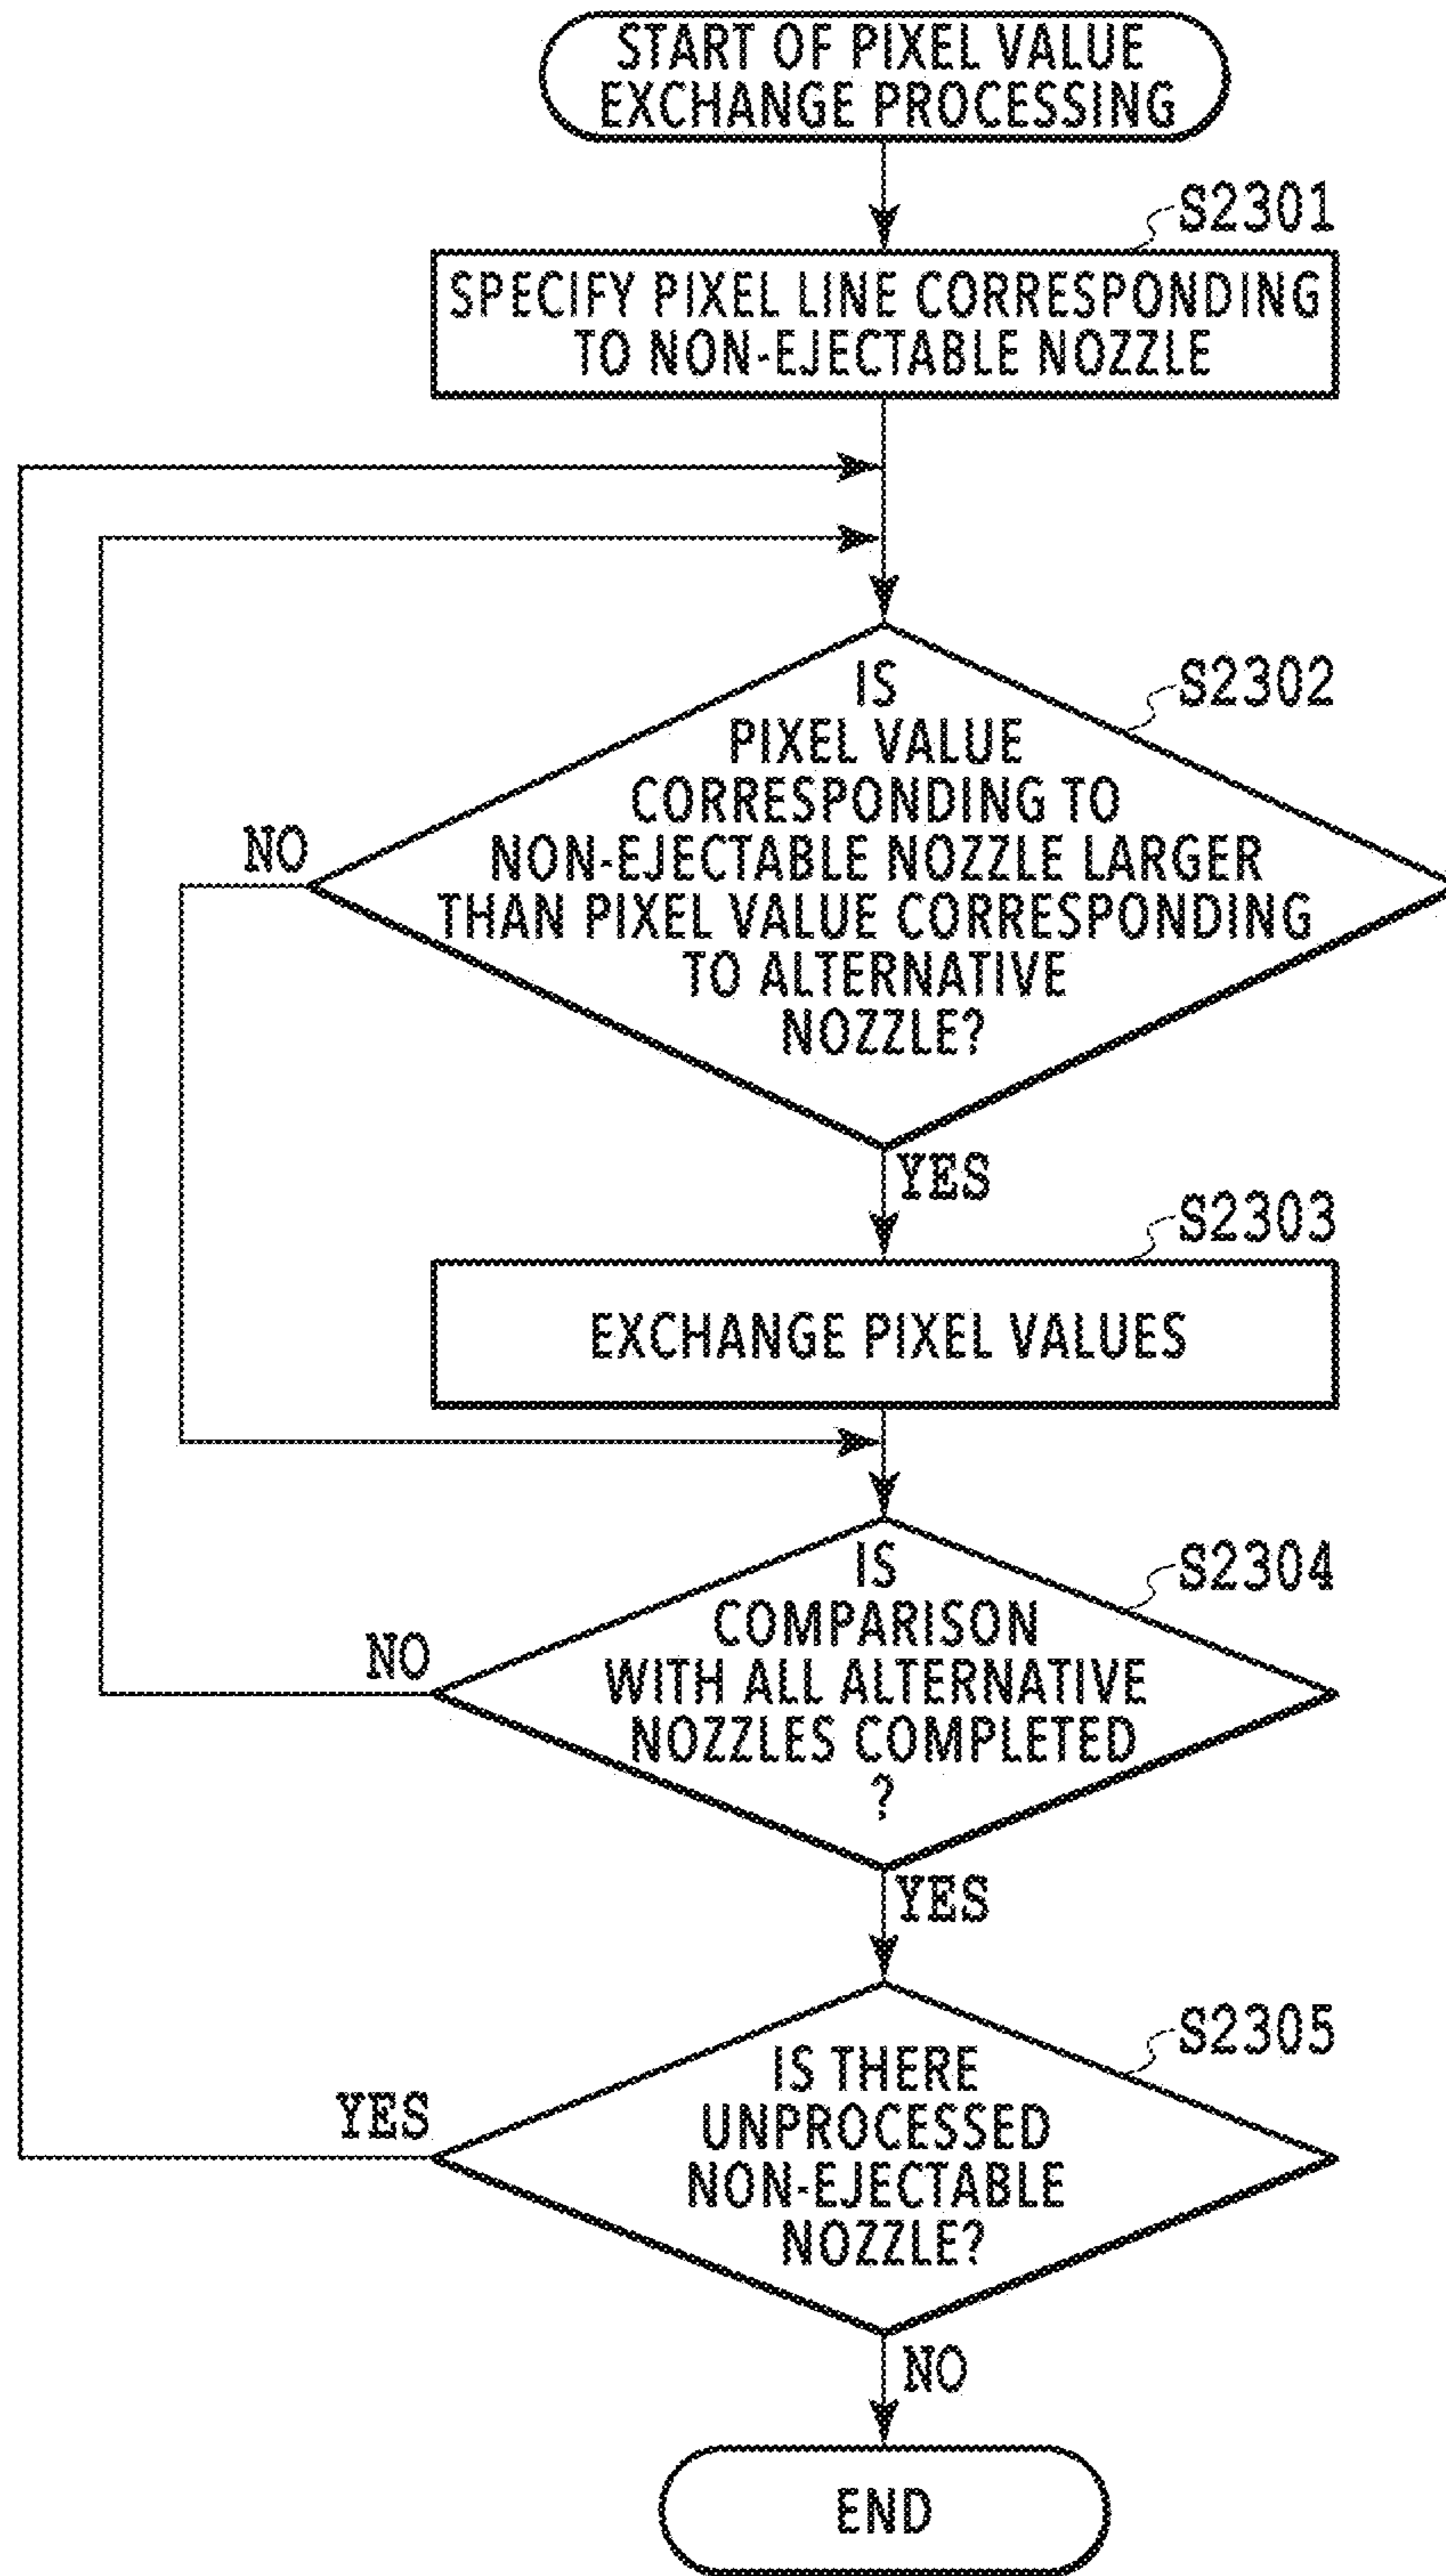 START OF PIXEL VALUE
EXCHANGE PROCESSING
S2301
SPECIFY PIXEL LINE CORRESPONDING
TO NON-EJECTABLE NOZZLE
S2302
IS
PIXEL VALUE
CORRESPONDING TO
NON-EJECTABLE NOZZLE LARGER
THAN PIXEL VALUE CORRESPONDING
TO ALTERNATIVE
NOZZLE?
NO
YES
S2303
EXCHANGE PIXEL VALUES
S2304
IS
COMPARISON
WITH ALL ALTERNATIVE
NOZZLES COMPLETED
?
NO
YES
S2305
IS THERE
UNPROCESSED
NON-EJECTABLE
NOZZLE?
YES
NO
END